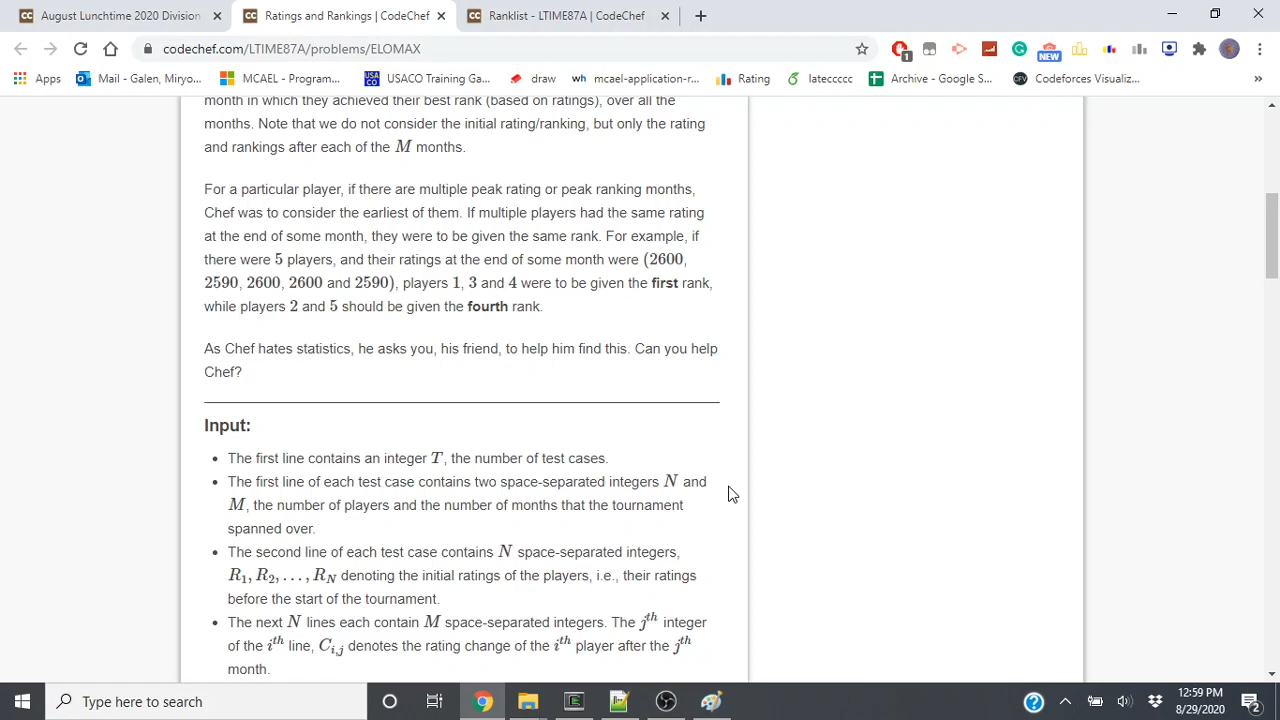 August Lunchtime 2020 Division
Ratings and Rankings | CodeChef
Ranklist - LTIME87A | CodeChef
codechef.com/LTIME87A/problems/ELOMAX
1
NEW
Apps
Mail - Galen, Miryo...
MCAEL - Program...
USACO Training Ga...
draw
mcael-application-r...
Rating
lateccccc
Archive - Google S...
Codeforces Visualiz...
»
month in which they achieved their best rank (based on ratings), over all the
months. Note that we do not consider the initial rating/ranking, but only the rating
and rankings after each of the M months.
For a particular player, if there are multiple peak rating or peak ranking months,
Chef was to consider the earliest of them. If multiple players had the same rating
at the end of some month, they were to be given the same rank. For example, if
there were 5 players, and their ratings at the end of some month were (2600,
2590, 2600, 2600 and 2590), players 1, 3 and 4 were to be given the first rank,
while players 2 and 5 should be given the fourth rank.
As Chef hates statistics, he asks you, his friend, to help him find this. Can you help
Chef?
Input:
The first line contains an integer T, the number of test cases.
The first line of each test case contains two space-separated integers N and
M, the number of players and the number of months that the tournament
spanned over.
The second line of each test case contains N space-separated integers,
R1, R2, . . . , RN denoting the initial ratings of the players, i.e., their ratings
before the start of the tournament.
The next N lines each contain M space-separated integers. The jth integer
of the ith line, Ci,j denotes the rating change of the ith player after the jth
month.
Type here to search
12:59 PM
8/29/2020
2